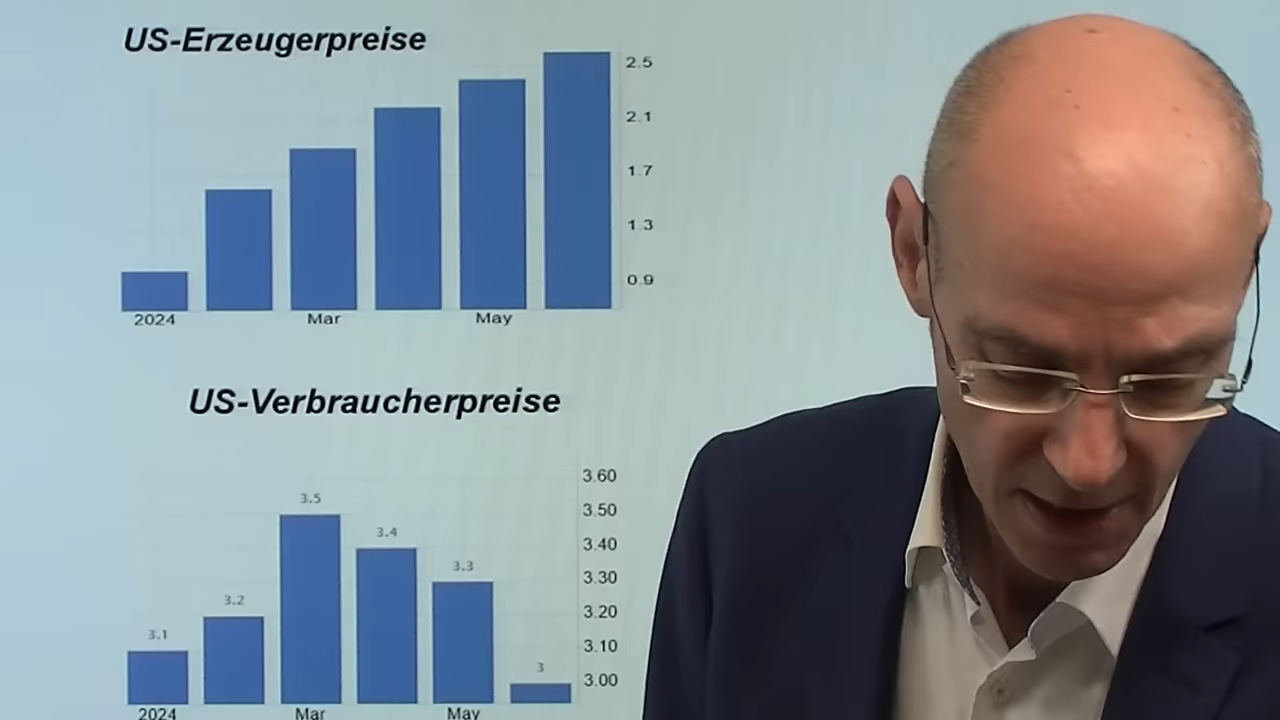 US-Erzeugerpreise
2.5
2.1
1.7
1.3
0.9
2024 Mar May
US-Verbraucherpreise
3.60
3.50
3.40
3.30
3.20
3.10
3.00
3.1 3.2 3.5 3.4 3.3 3
2024 Mar May